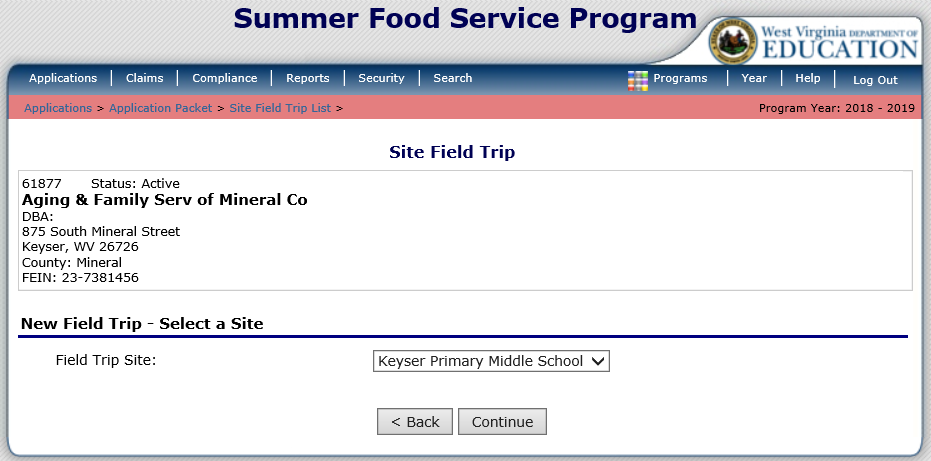 Summer Food Service Program
West Virginia DEPARTMENT OF
EDUCATION
Applications Claims Compliance Reports Security Search Programs Year Help Log Out
Applications > Application Packet > Site Field Trip List > Program Year: 2018 - 2019
Site Field Trip
61877 Status: Active
Aging & Family Serv of Mineral Co
DBA:
875 South Mineral Street
Keyser, WV 26726
County: Mineral
FEIN: 23-7381456
New Field Trip - Select a Site
Field Trip Site: Keyser Primary Middle School
< Back Continue